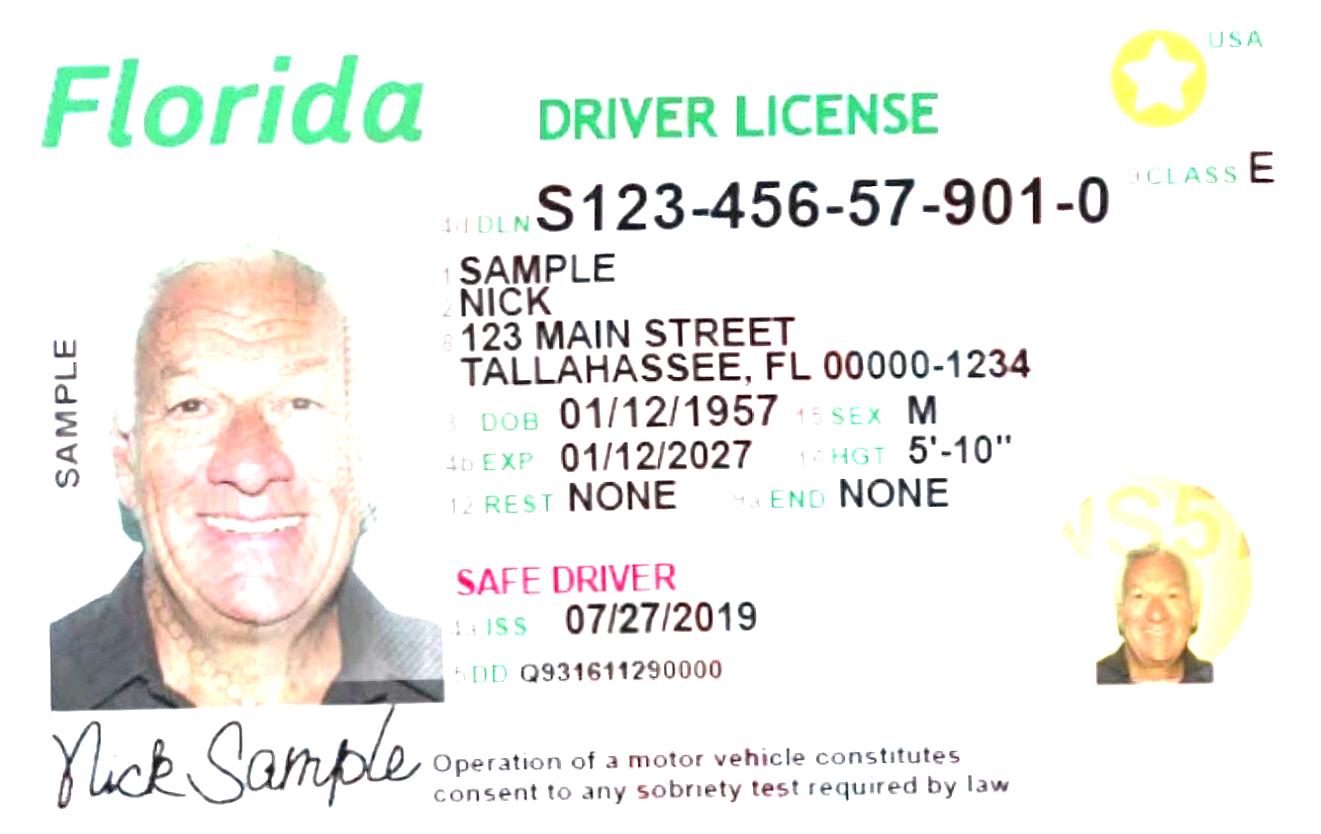 Florida
DRIVER LICENSE
USA
9 CLASS E
4d DLN S123-456-57-901-0
1 SAMPLE
2 NICK
8 123 MAIN STREET
TALLAHASSEE, FL 00000-1234
3 DOB 01/12/1957 15 SEX M
4b EXP 01/12/2027 16 HGT 5'-10"
12 REST NONE 9a END NONE
SAMPLE
SAFE DRIVER
4a ISS 07/27/2019
5 DD Q931611290000
Nick Sample
Operation of a motor vehicle constitutes
consent to any sobriety test required by law